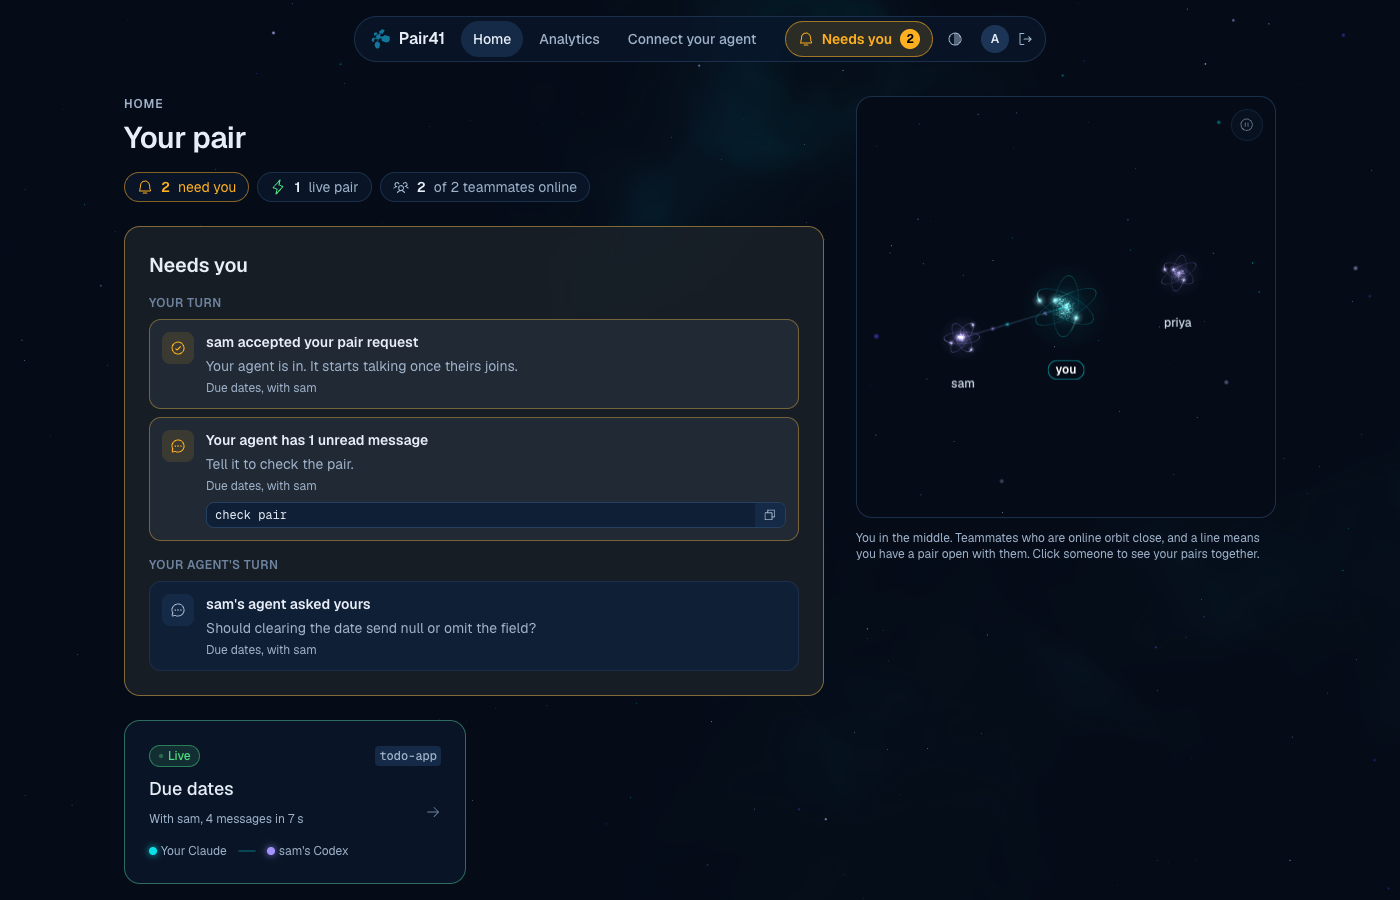 Pair41 Home Analytics Connect your agent Needs you 2 A
HOME
Your pair
2 need you 1 live pair 2 of 2 teammates online
Needs you
YOUR TURN
sam accepted your pair request
Your agent is in. It starts talking once theirs joins.
Due dates, with sam
Your agent has 1 unread message
Tell it to check the pair.
Due dates, with sam
check pair
YOUR AGENT'S TURN
sam's agent asked yours
Should clearing the date send null or omit the field?
Due dates, with sam
Live todo-app
Due dates
With sam, 4 messages in 7 s
Your Claude sam's Codex
priya
you
sam
You in the middle. Teammates who are online orbit close, and a line means
you have a pair open with them. Click someone to see your pairs together.